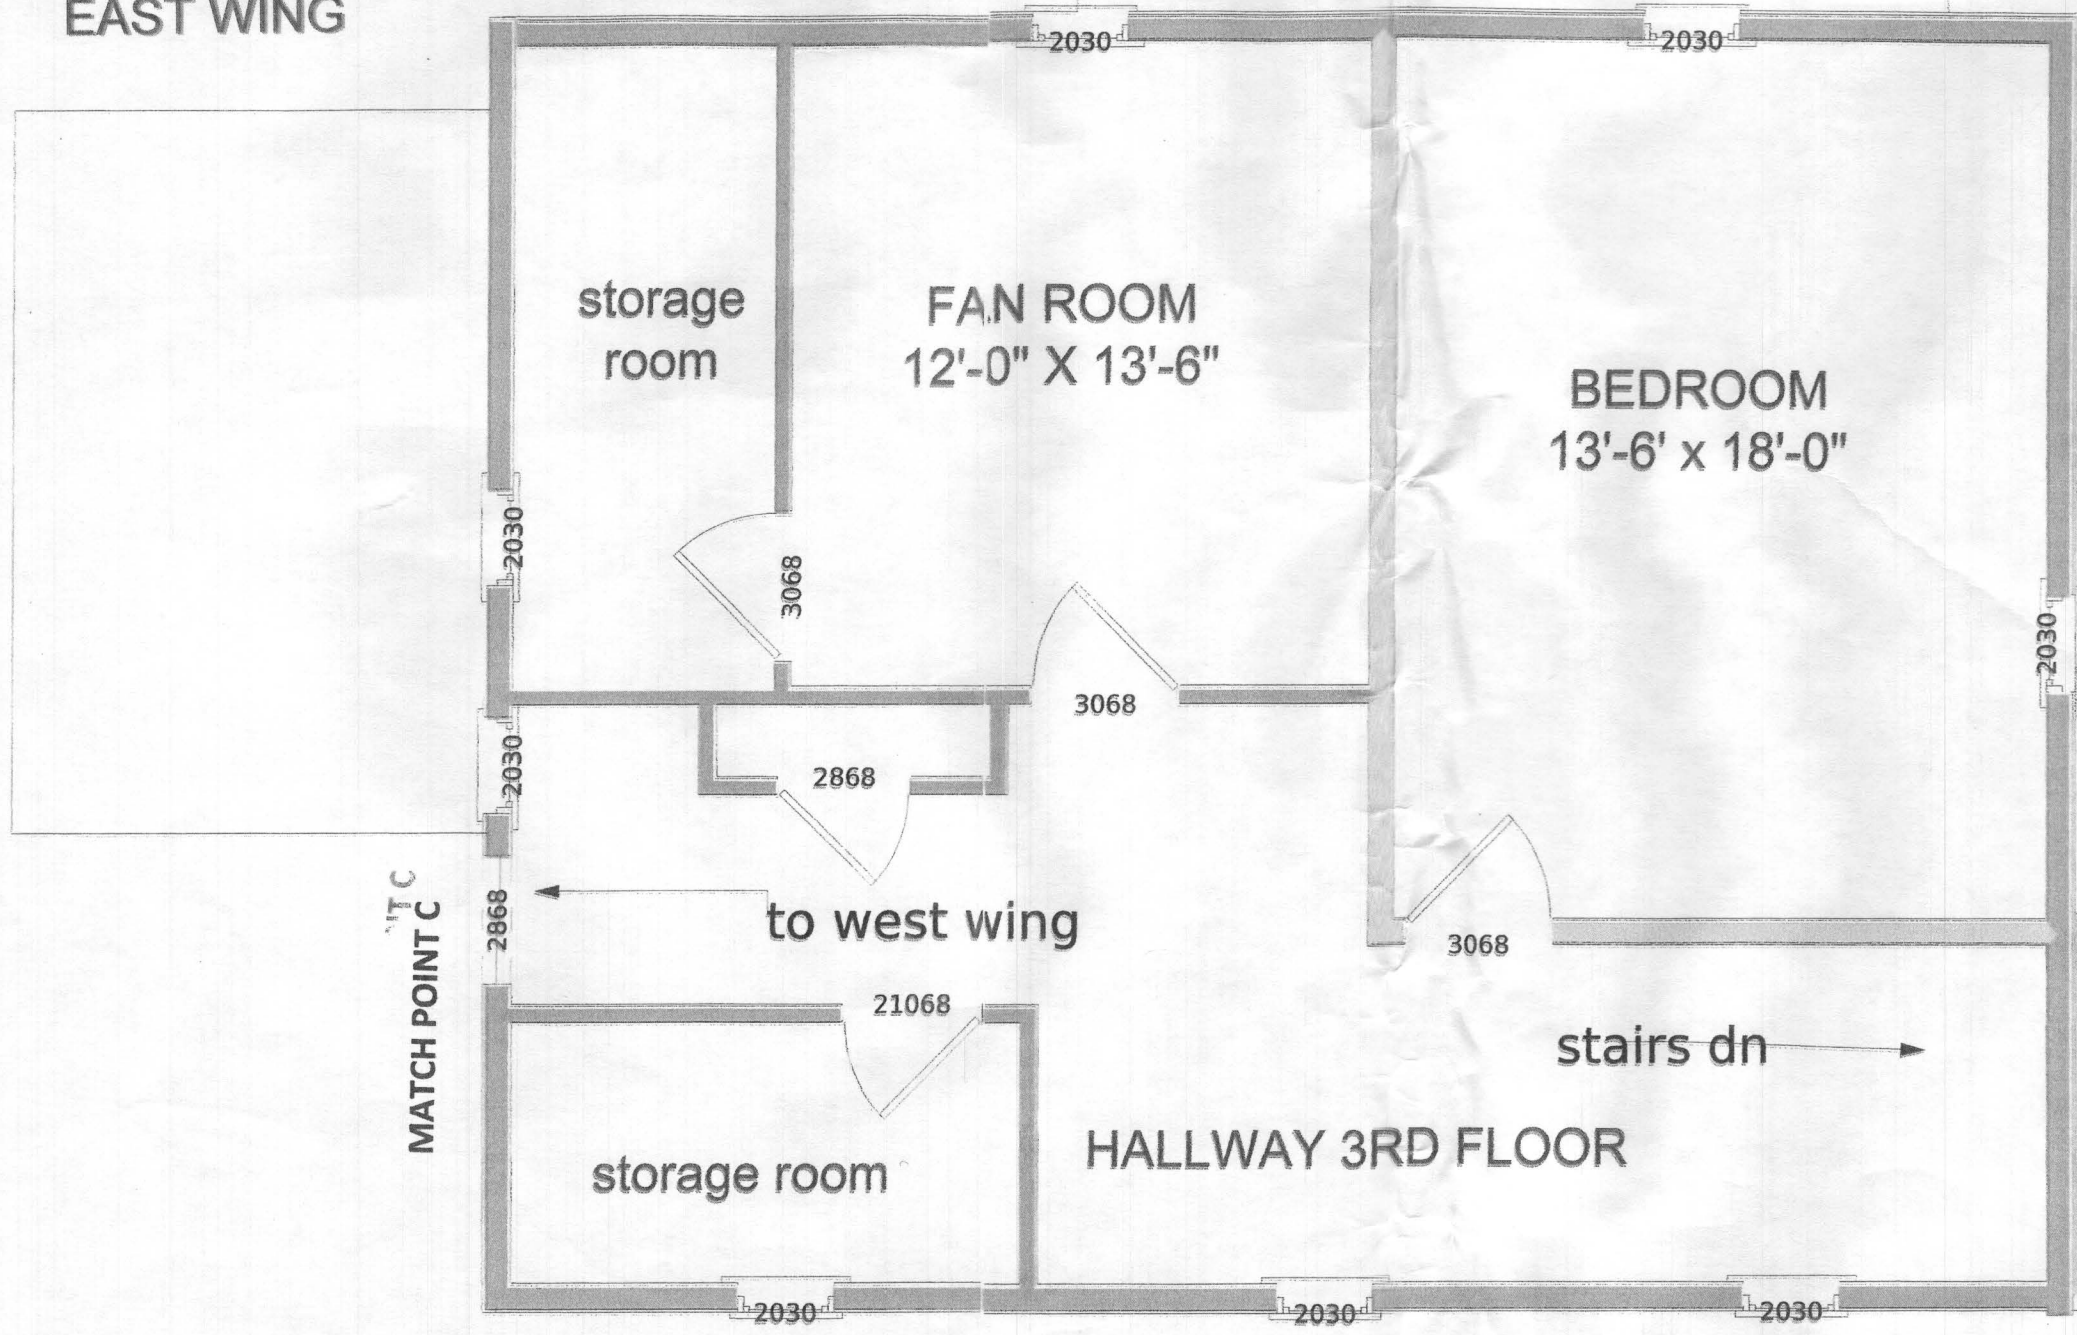 EAST WING
2030
2030
storage
room
FAN ROOM
12'-0" X 13'-6"
BEDROOM
13'-6' x 18'-0"
2030
3068
2030
3068
2030
2868
'T C
MATCH POINT C
2868
to west wing
3068
21068
stairs dn
HALLWAY 3RD FLOOR
storage room
2030
2030
2030